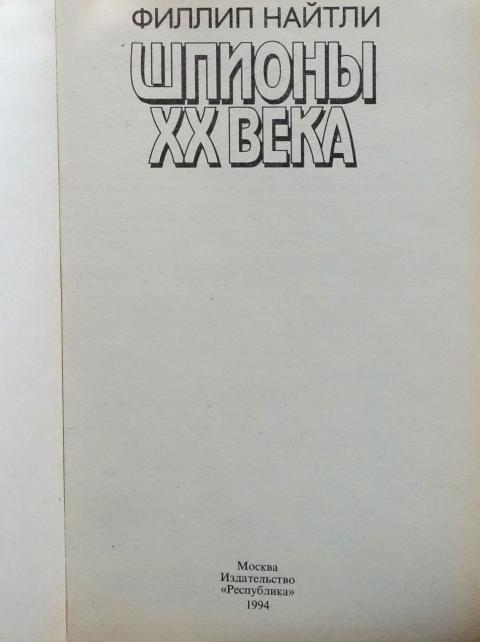 ФИЛЛИП НАЙТЛИ
ШПИОНЫ
XX ВЕКА
Москва
Издательство
«Республика»
1994